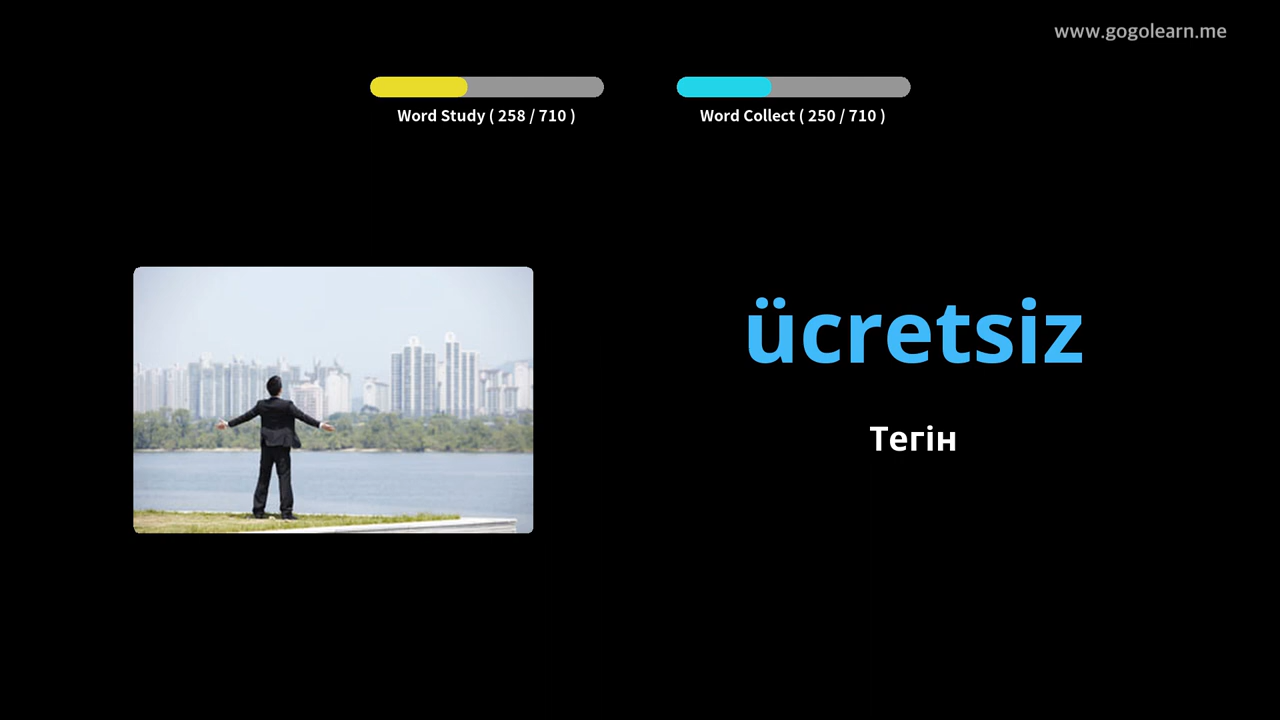 www.gogolearn.me
Word Study ( 258 / 710 )
Word Collect ( 250 / 710 )
ücretsiz
Тегін